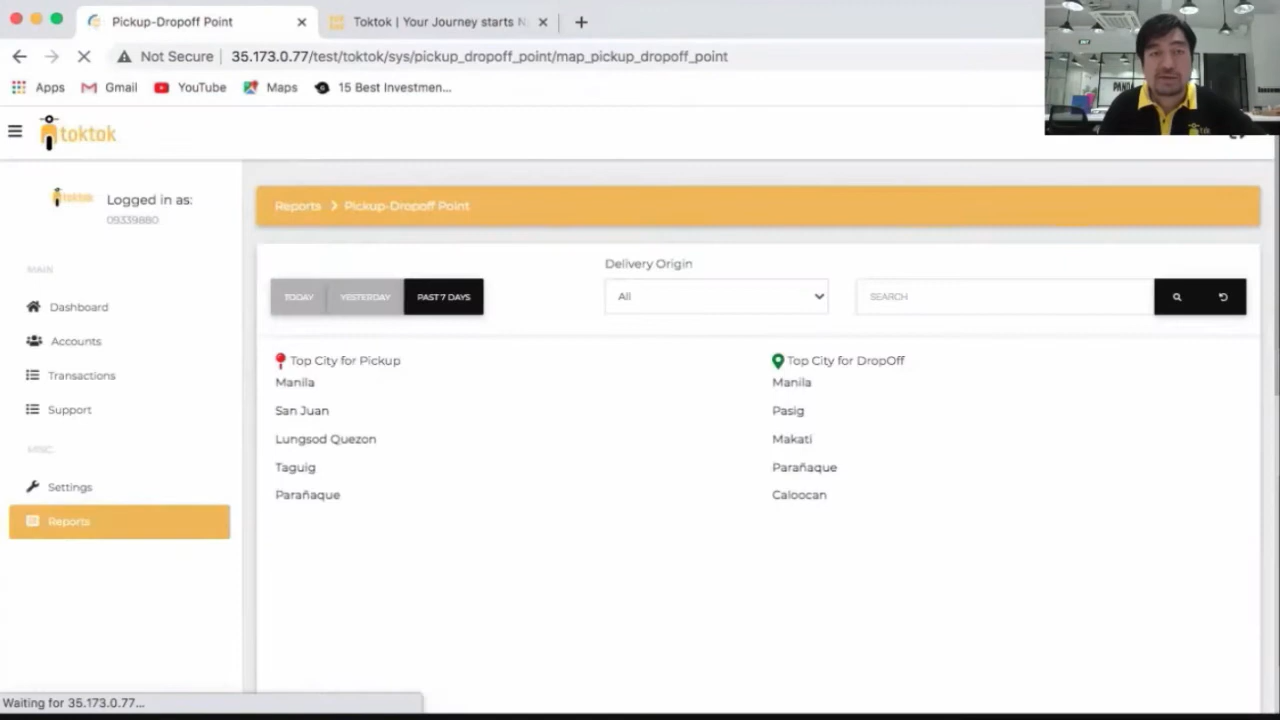 Pickup-Dropoff Point
Toktok | Your Journey starts N
Not Secure
35.173.0.77/test/toktok/sys/pickup_dropoff_point/map_pickup_dropoff_point
Apps
Gmail
YouTube
Maps
15 Best Investmen...
toktok
toktok
Logged in as:
09339880
Reports
Pickup-Dropoff Point
MAIN
Dashboard
Accounts
Transactions
Support
MISC.
Settings
Reports
Delivery Origin
TODAY
YESTERDAY
PAST 7 DAYS
All
SEARCH
Top City for Pickup
Manila
San Juan
Lungsod Quezon
Taguig
Parañaque
Top City for DropOff
Manila
Pasig
Makati
Parañaque
Caloocan
Waiting for 35.173.0.77...